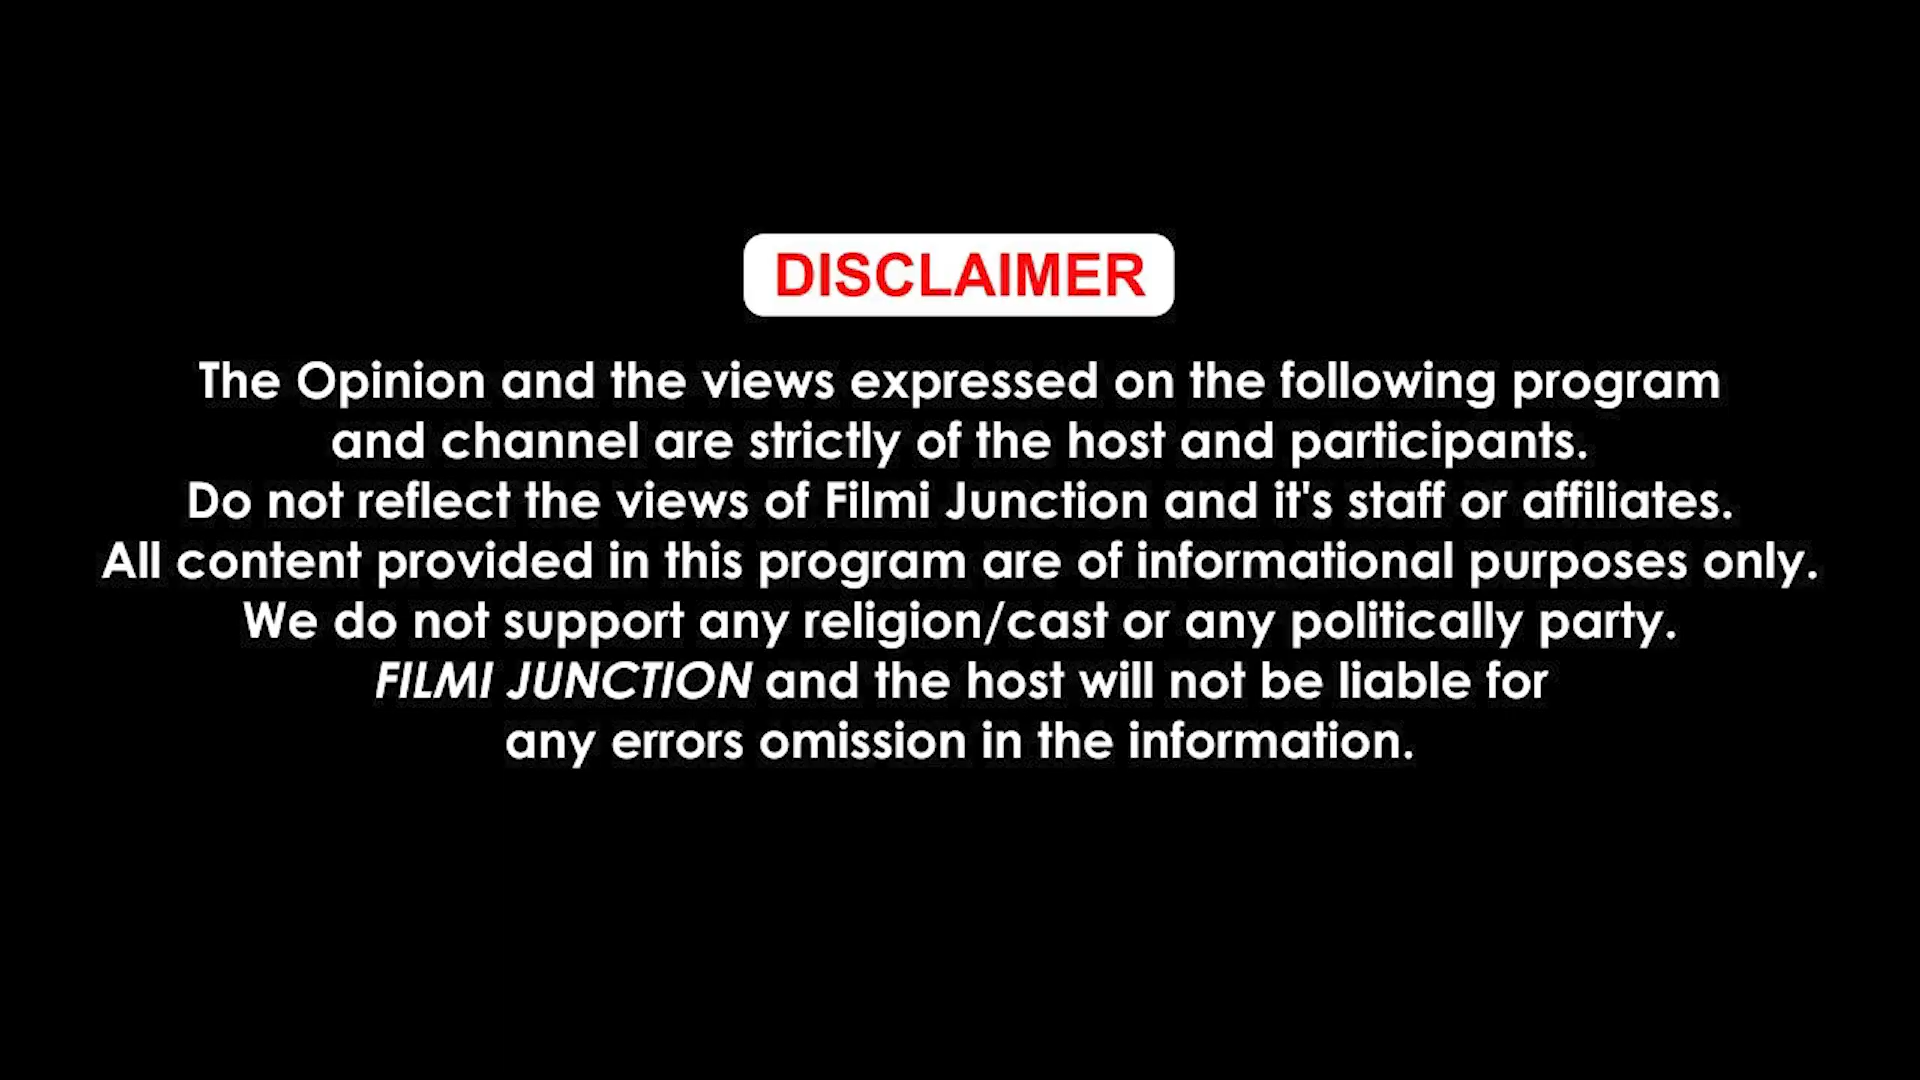 DISCLAIMER
The Opinion and the views expressed on the following program
and channel are strictly of the host and participants.
Do not reflect the views of Filmi Junction and it's staff or affiliates.
All content provided in this program are of informational purposes only.
We do not support any religion/cast or any politically party.
FILMI JUNCTION and the host will not be liable for
any errors omission in the information.